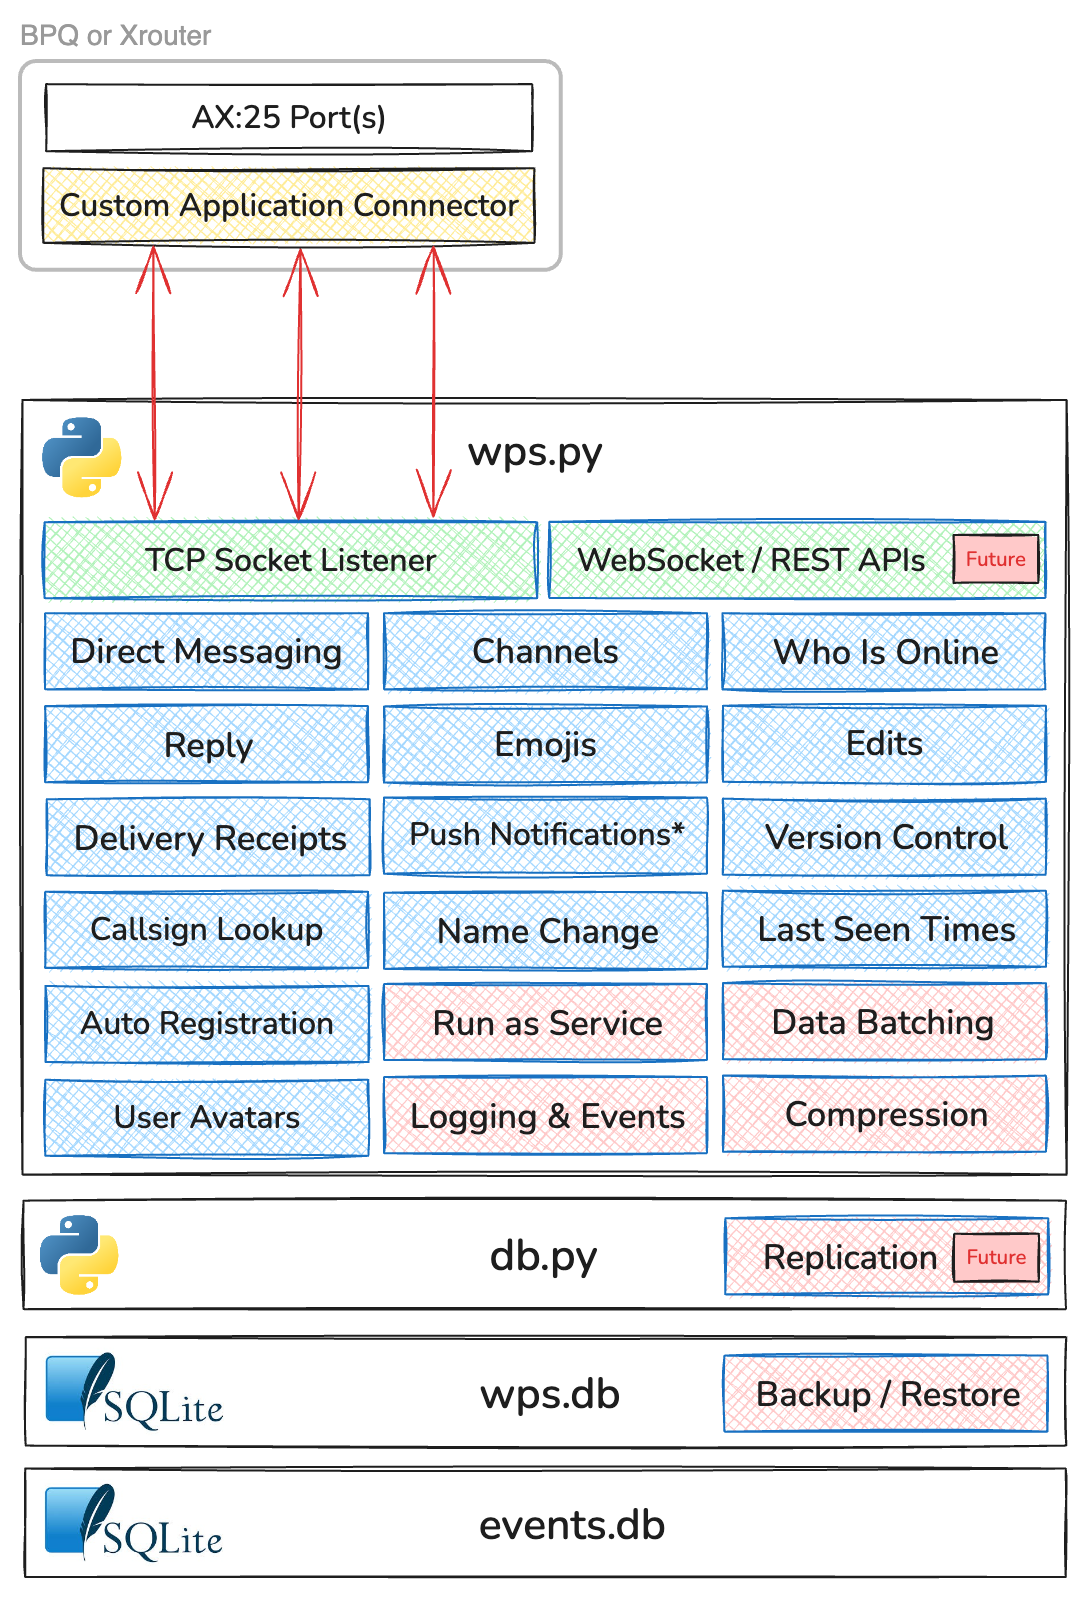 BPQ or Xrouter
AX:25 Port(s)
Custom Application Connnector
wps.py
TCP Socket Listener
WebSocket / REST APIs
Future
Direct Messaging
Channels
Who Is Online
Reply
Emojis
Edits
Delivery Receipts
Push Notifications*
Version Control
Callsign Lookup
Name Change
Last Seen Times
Auto Registration
Run as Service
Data Batching
User Avatars
Logging & Events
Compression
db.py
Replication
Future
SQLite
wps.db
Backup / Restore
SQLite
events.db